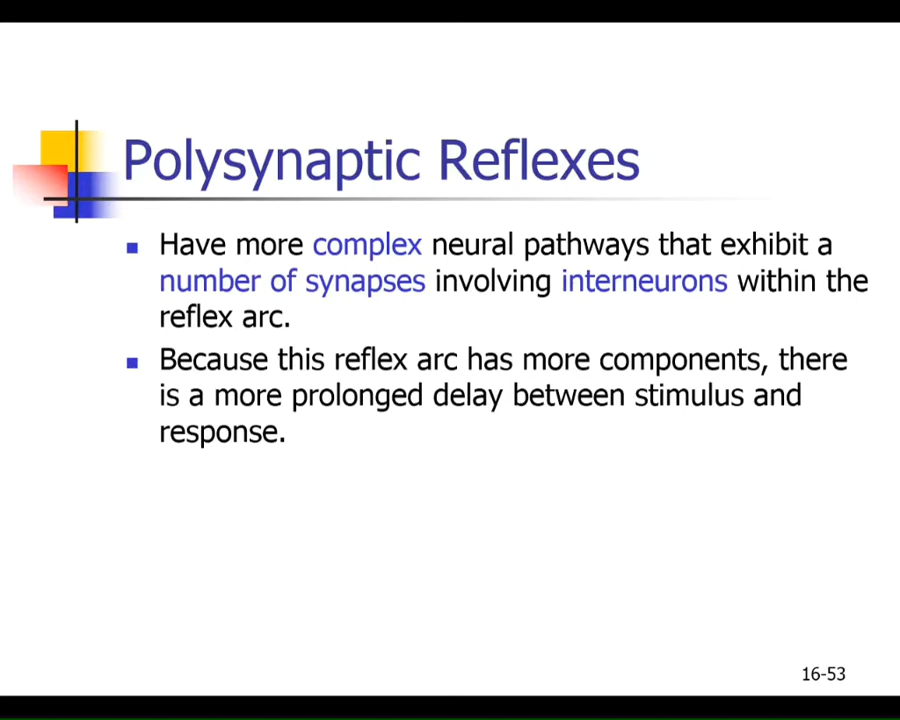 Polysynaptic Reflexes
Have more complex neural pathways that exhibit a
number of synapses involving interneurons within the
reflex arc.
Because this reflex arc has more components, there
is a more prolonged delay between stimulus and
response.
16-53